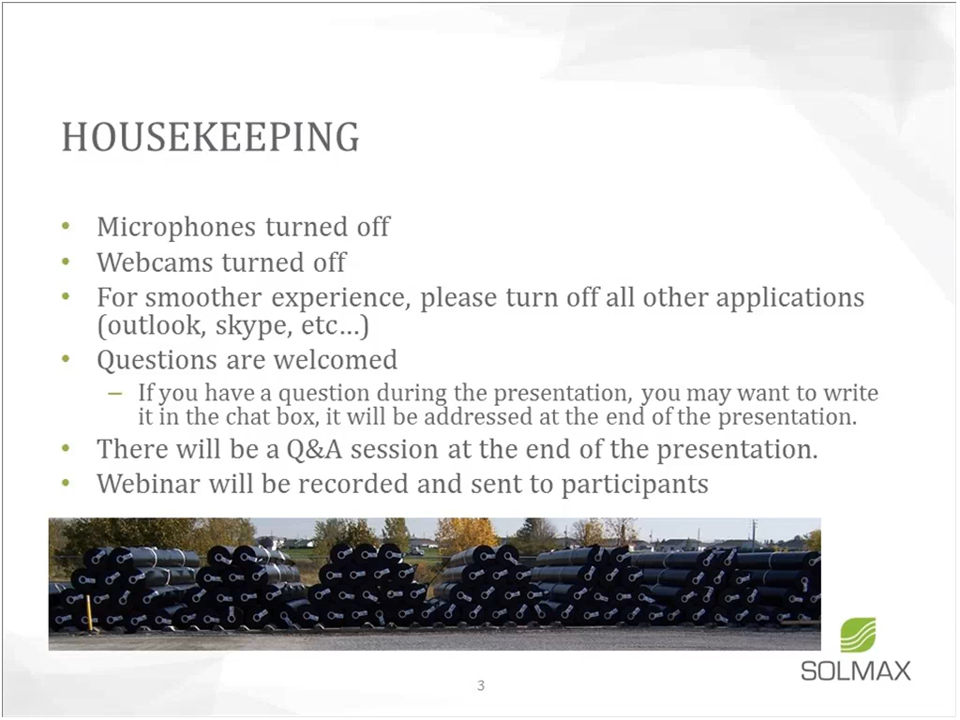 HOUSEKEEPING
• Microphones turned off
• Webcams turned off
• For smoother experience, please turn off all other applications
(outlook, skype, etc…)
• Questions are welcomed
– If you have a question during the presentation, you may want to write
it in the chat box, it will be addressed at the end of the presentation.
• There will be a Q&A session at the end of the presentation.
• Webinar will be recorded and sent to participants
SOLMAX
3